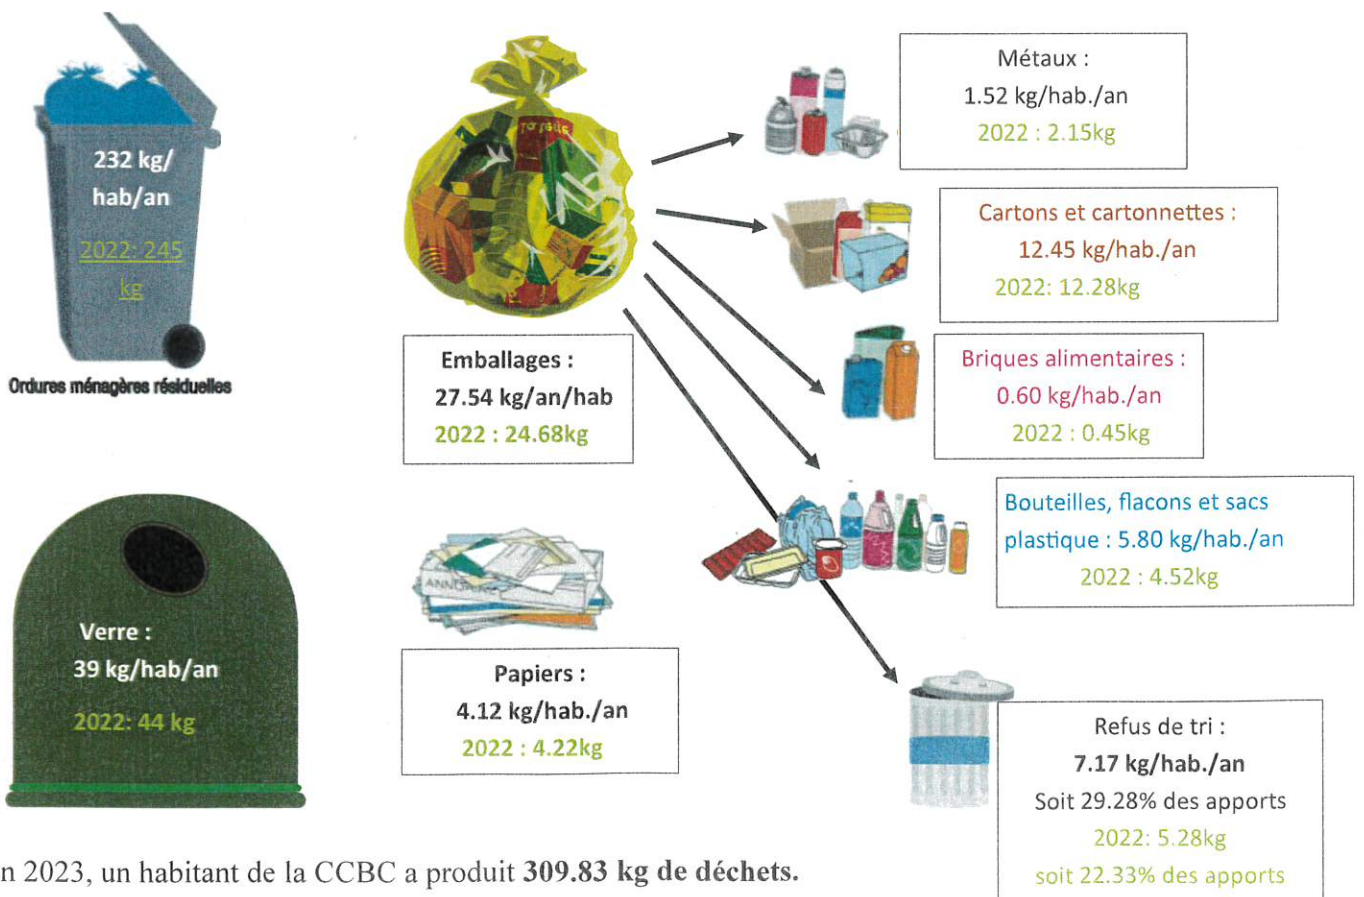 232 kg/
hab/an
2022: 245
kg
Ordures ménagères résiduelles
Verre :
39 kg/hab/an
2022: 44 kg
Emballages :
27.54 kg/an/hab
2022 : 24.68kg
Papiers :
4.12 kg/hab./an
2022 : 4.22kg
Métaux :
1.52 kg/hab./an
2022 : 2.15kg
Cartons et cartonnettes :
12.45 kg/hab./an
2022: 12.28kg
Briques alimentaires :
0.60 kg/hab./an
2022 : 0.45kg
Bouteilles, flacons et sacs
plastique : 5.80 kg/hab./an
2022 : 4.52kg
Refus de tri :
7.17 kg/hab./an
Soit 29.28% des apports
2022: 5.28kg
soit 22.33% des apports
n 2023, un habitant de la CCBC a produit 309.83 kg de déchets.